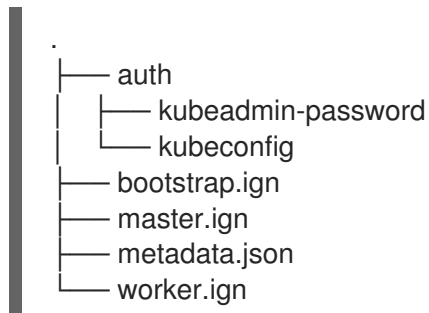 .
├── auth
│   ├── kubeadmin-password
│   └── kubeconfig
├── bootstrap.ign
├── master.ign
├── metadata.json
└── worker.ign